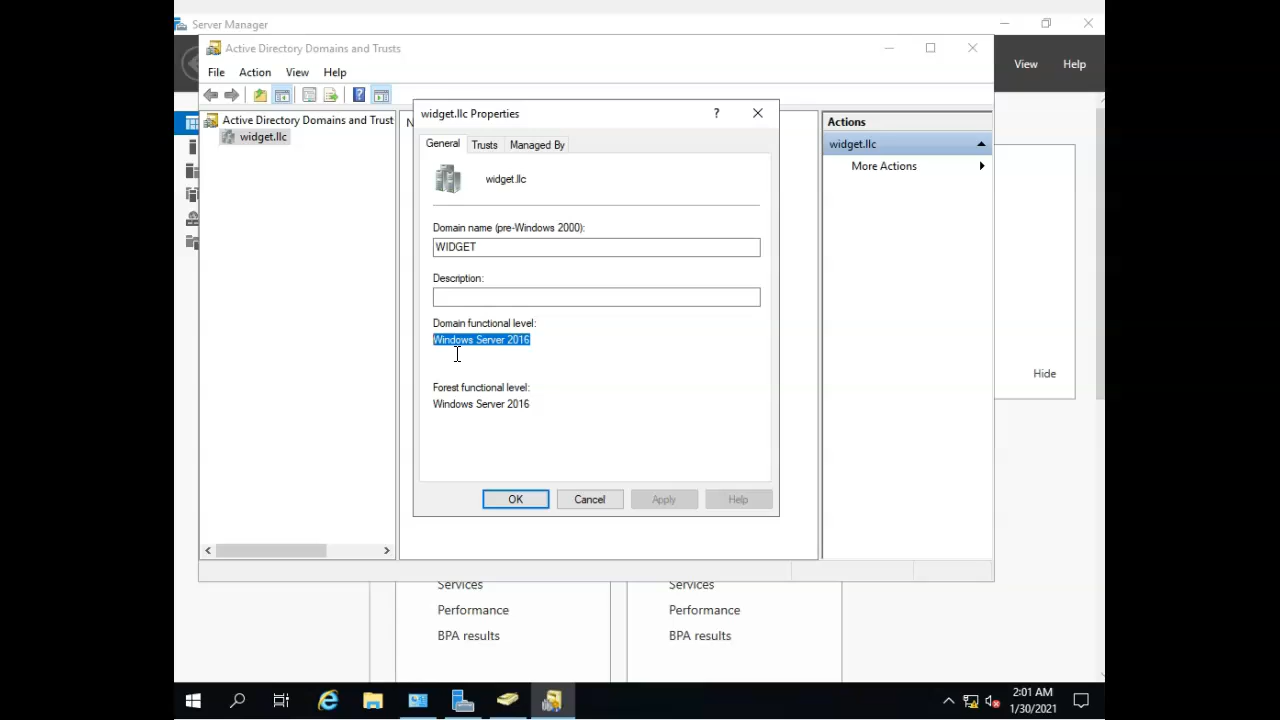 Server Manager
Active Directory Domains and Trusts
File Action View Help
View Help
Active Directory Domains and Trust
widget.llc
N
widget.llc Properties
?
General Trusts Managed By
widget.llc
Domain name (pre-Windows 2000):
WIDGET
Description:
Domain functional level:
Windows Server 2016
Forest functional level:
Windows Server 2016
OK Cancel Apply Help
Actions
widget.llc
More Actions
Hide
Services Services
Performance Performance
BPA results BPA results
2:01 AM
1/30/2021